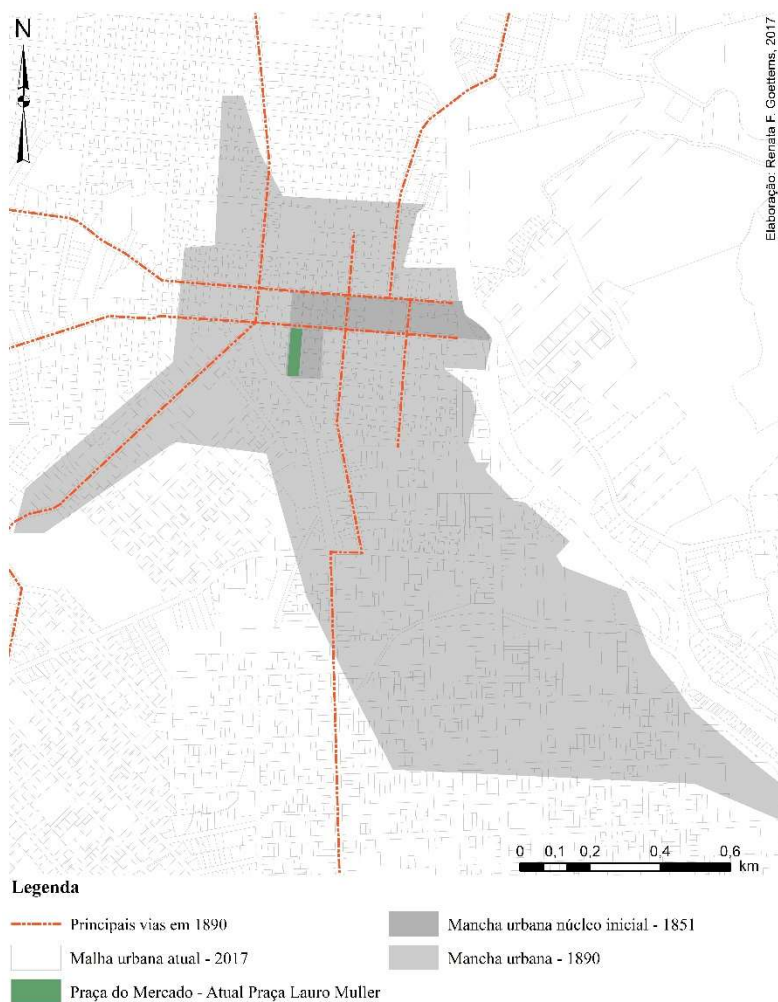 N
Elaboração: Renata F. Goettems, 2017
0 0,1 0,2 0,4 0,6
km
Legenda
Principais vias em 1890
Mancha urbana núcleo inicial - 1851
Malha urbana atual - 2017
Mancha urbana - 1890
Praça do Mercado - Atual Praça Lauro Muller